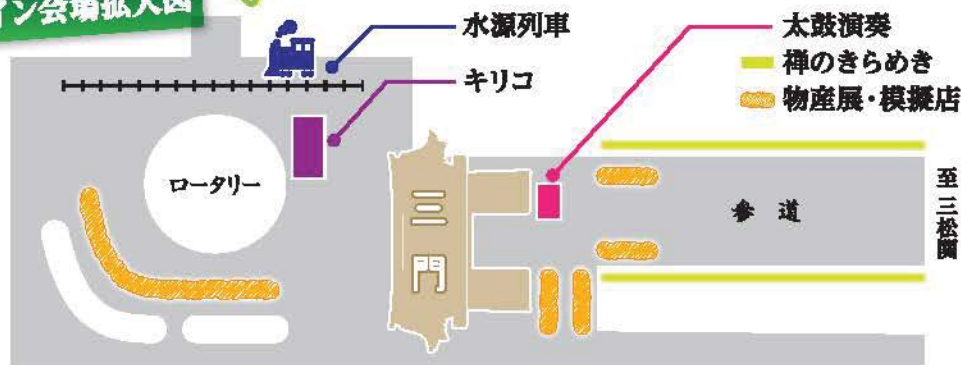 イン会場拡大図
水源列車
キリコ
太鼓演奏
禅のきらめき
物産展・模擬店
ロータリー
三門
参道
至三松関